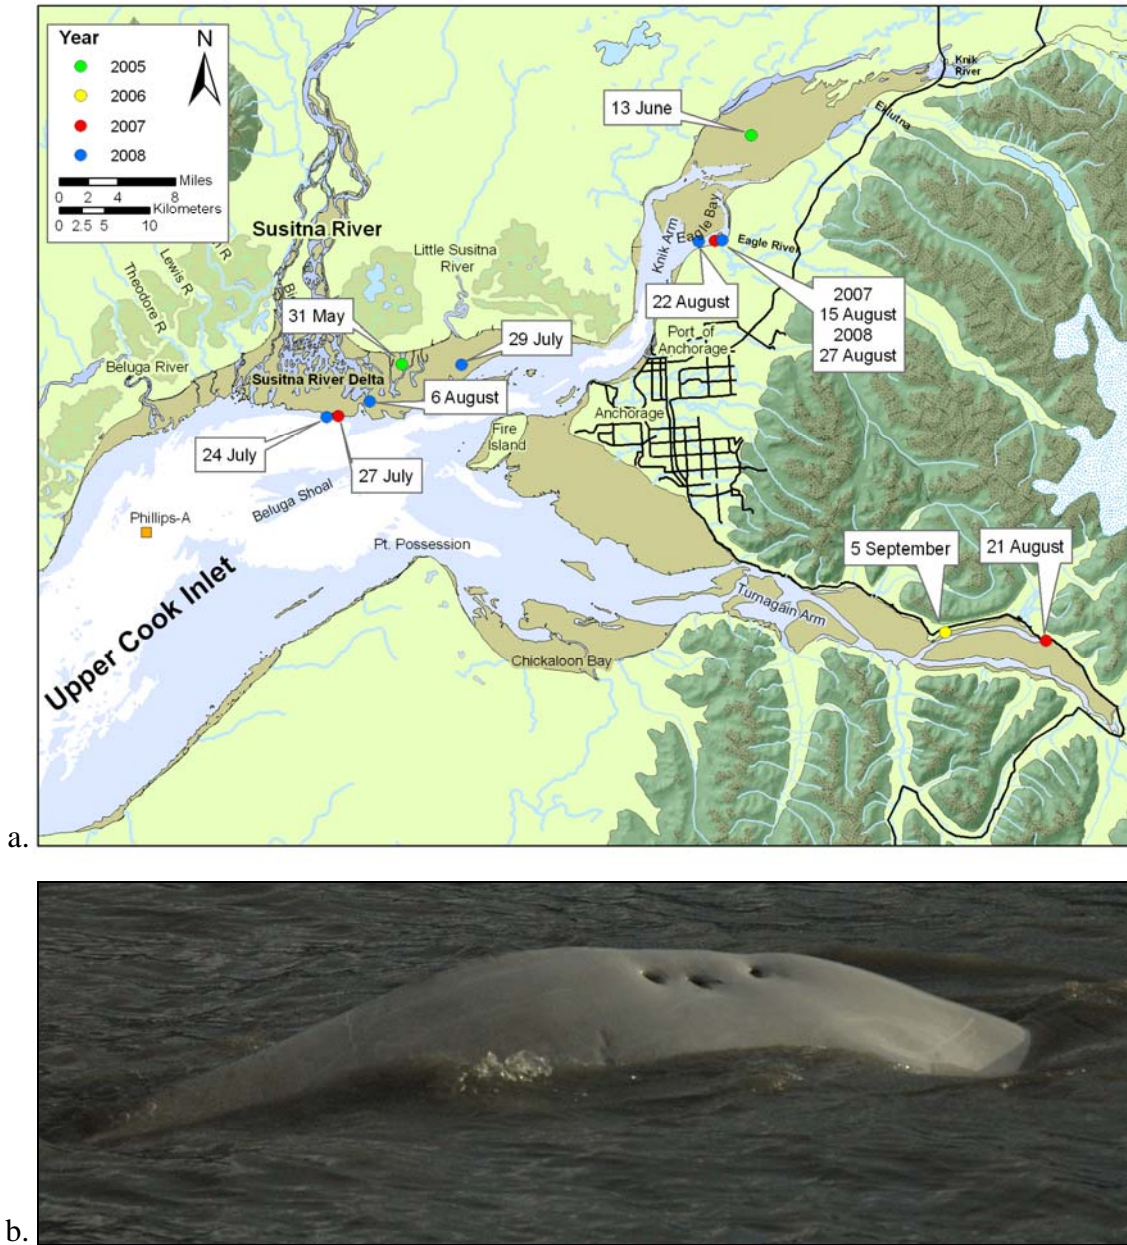 Year
N
2005
2006
2007
2008
Miles
0 2 4 8
Kilometers
0 2.5 5 10
Knik
River
Eklutna
13 June
Susitna River
Little Susitna
River
Knik Arm
Eagle Bay
Eagle River
Theodore R
Lewis R
R
31 May
22 August
2007
15 August
2008
27 August
29 July
Port of
Anchorage
Beluga River
Susitna River Delta
6 August
Anchorage
24 July
27 July
Fire
Island
Beluga Shoal
Phillips-A
Pt. Possession
5 September
21 August
Upper Cook Inlet
Turnagain Arm
Chickaloon Bay
a.
b.